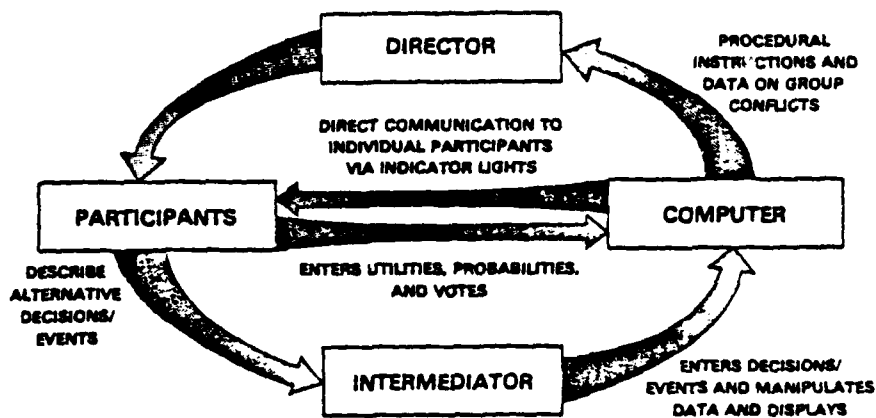 DIRECTOR
PROCEDURAL
INSTRUCTIONS AND
DATA ON GROUP
CONFLICTS
DIRECT COMMUNICATION TO
INDIVIDUAL PARTICIPANTS
VIA INDICATOR LIGHTS
PARTICIPANTS
COMPUTER
DESCRIBE
ALTERNATIVE
DECISIONS/
EVENTS
ENTERS UTILITIES, PROBABILITIES,
AND VOTES
INTERMEDIATOR
ENTERS DECISIONS/
EVENTS AND MANIPULATES
DATA AND DISPLAYS